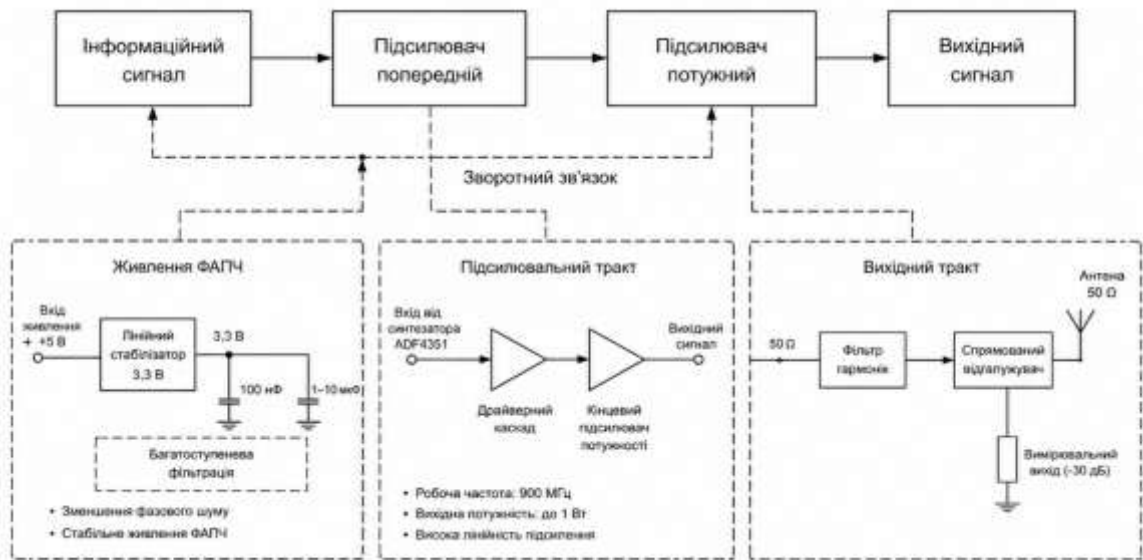 Інформаційний
сигнал
Підсилювач
попередній
Підсилювач
потужний
Вихідний
сигнал
Зворотний зв'язок
Живлення ФАПЧ
Вхід
живлення
+ +5 В
Лінійний
стабілізатор
3,3 В
3,3 В
100 нФ
1–10 мкФ
Багатоступенева
фільтрація
• Зменшення фазового шуму
• Стабільне живлення ФАПЧ
Підсилювальний тракт
Вхід від
синтезатора
ADF4351
Вихідний
сигнал
Драйверний
каскад
Кінцевий
підсилювач
потужності
• Робоча частота: 900 МГц
• Вихідна потужність: до 1 Вт
• Висока лінійність підсилення
Вихідний тракт
Антена
50 Ω
50 Ω
Фільтр
гармонік
Спрямований
відгалужувач
Вимірювальний
вихід (-30 дБ)